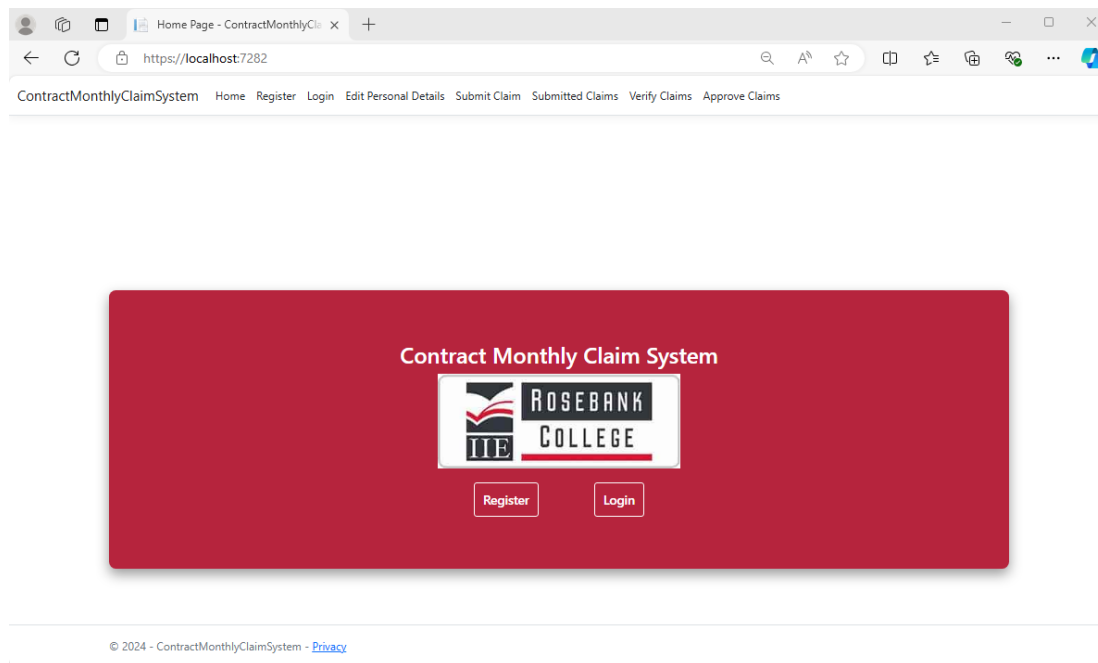 Home Page - ContractMonthlyCla
https://localhost:7282
ContractMonthlyClaimSystem Home Register Login Edit Personal Details Submit Claim Submitted Claims Verify Claims Approve Claims
Contract Monthly Claim System
ROSEBANK
COLLEGE
IIE
Register Login
© 2024 - ContractMonthlyClaimSystem - Privacy